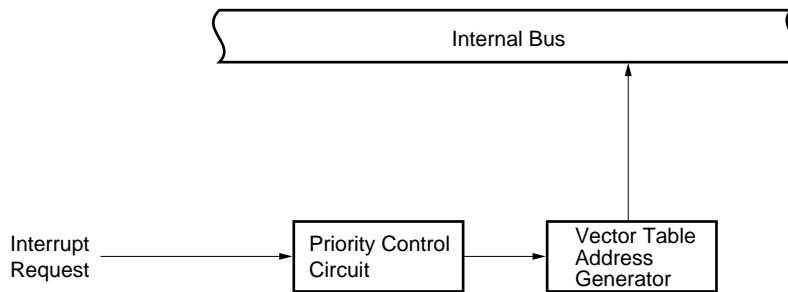 Internal Bus
Interrupt
Request
Priority Control
Circuit
Vector Table
Address
Generator